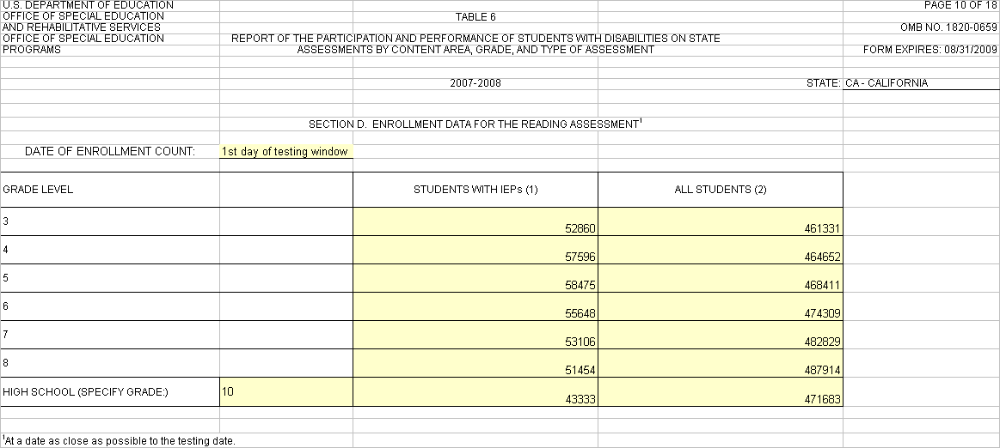 U.S. DEPARTMENT OF EDUCATION PAGE 10 OF 18
OFFICE OF SPECIAL EDUCATION TABLE 6
AND REHABILITATIVE SERVICES OMB NO. 1820-0659
OFFICE OF SPECIAL EDUCATION REPORT OF THE PARTICIPATION AND PERFORMANCE OF STUDENTS WITH DISABILITIES ON STATE
PROGRAMS ASSESSMENTS BY CONTENT AREA, GRADE, AND TYPE OF ASSESSMENT FORM EXPIRES: 08/31/2009
2007-2008 STATE: CA - CALIFORNIA
SECTION D. ENROLLMENT DATA FOR THE READING ASSESSMENT¹
DATE OF ENROLLMENT COUNT: 1st day of testing window
GRADE LEVEL STUDENTS WITH IEPs (1) ALL STUDENTS (2)
3 52860 461331
4 57596 464652
5 58475 468411
6 55648 474309
7 53106 482829
8 51454 487914
HIGH SCHOOL (SPECIFY GRADE:) 10 43333 471683
¹At a date as close as possible to the testing date.